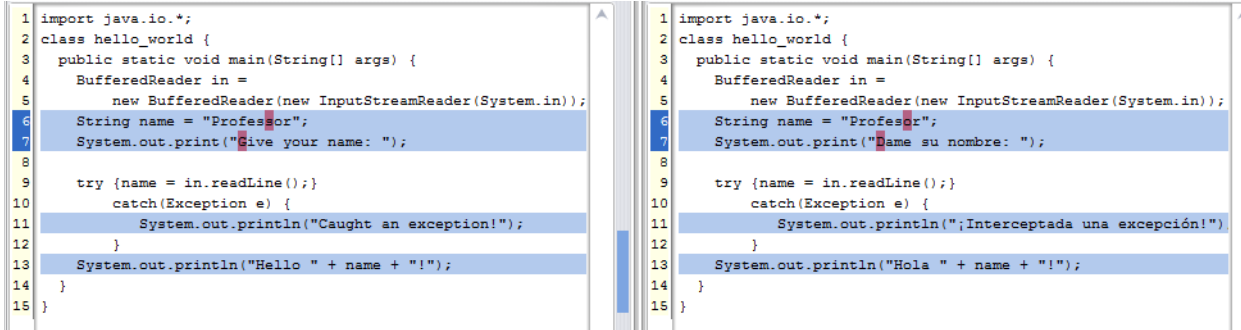 1 import java.io.*;
2 class hello_world {
3   public static void main(String[] args) {
4     BufferedReader in =
5         new BufferedReader(new InputStreamReader(System.in));
6     String name = "Professor";
7     System.out.print("Give your name: ");
8
9     try {name = in.readLine();}
10         catch(Exception e) {
11            System.out.println("Caught an exception!");
12         }
13     System.out.println("Hello " + name + "!");
14   }
15 }
1 import java.io.*;
2 class hello_world {
3   public static void main(String[] args) {
4     BufferedReader in =
5         new BufferedReader(new InputStreamReader(System.in));
6     String name = "Profesor";
7     System.out.print("Dame su nombre: ");
8
9     try {name = in.readLine();}
10         catch(Exception e) {
11            System.out.println("¡Interceptada una excepción!")
12         }
13     System.out.println("Hola " + name + "!");
14   }
15 }